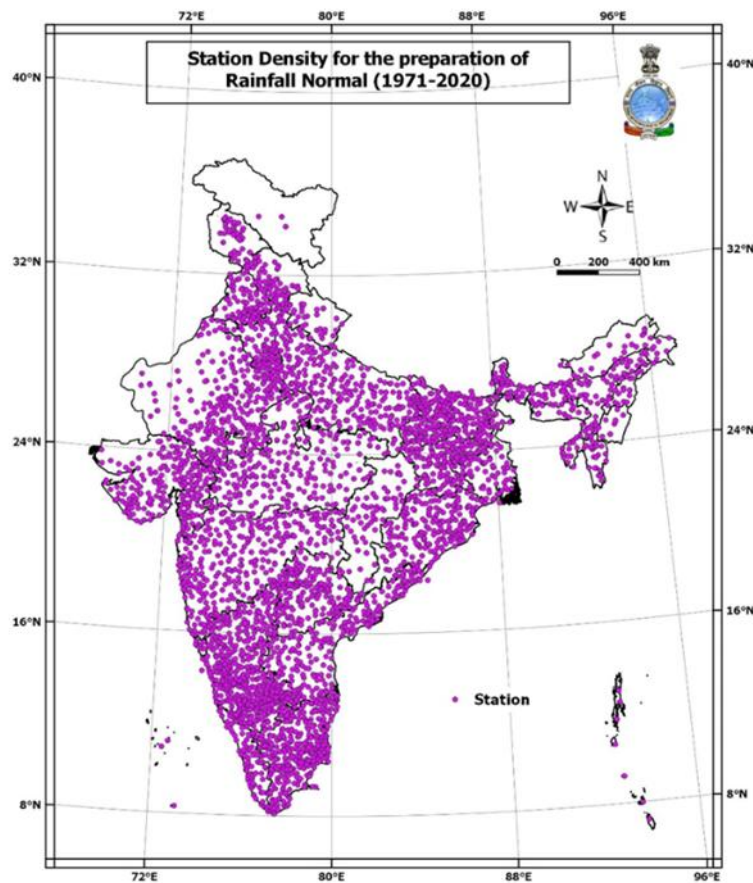 72°E 80°E 88°E 96°E
Station Density for the preparation of
Rainfall Normal (1971-2020)
40°N 40°N
N
W E
S
0 200 400 km
32°N 32°N
24°N 24°N
16°N 16°N
Station
8°N 8°N
72°E 80°E 88°E 96°E